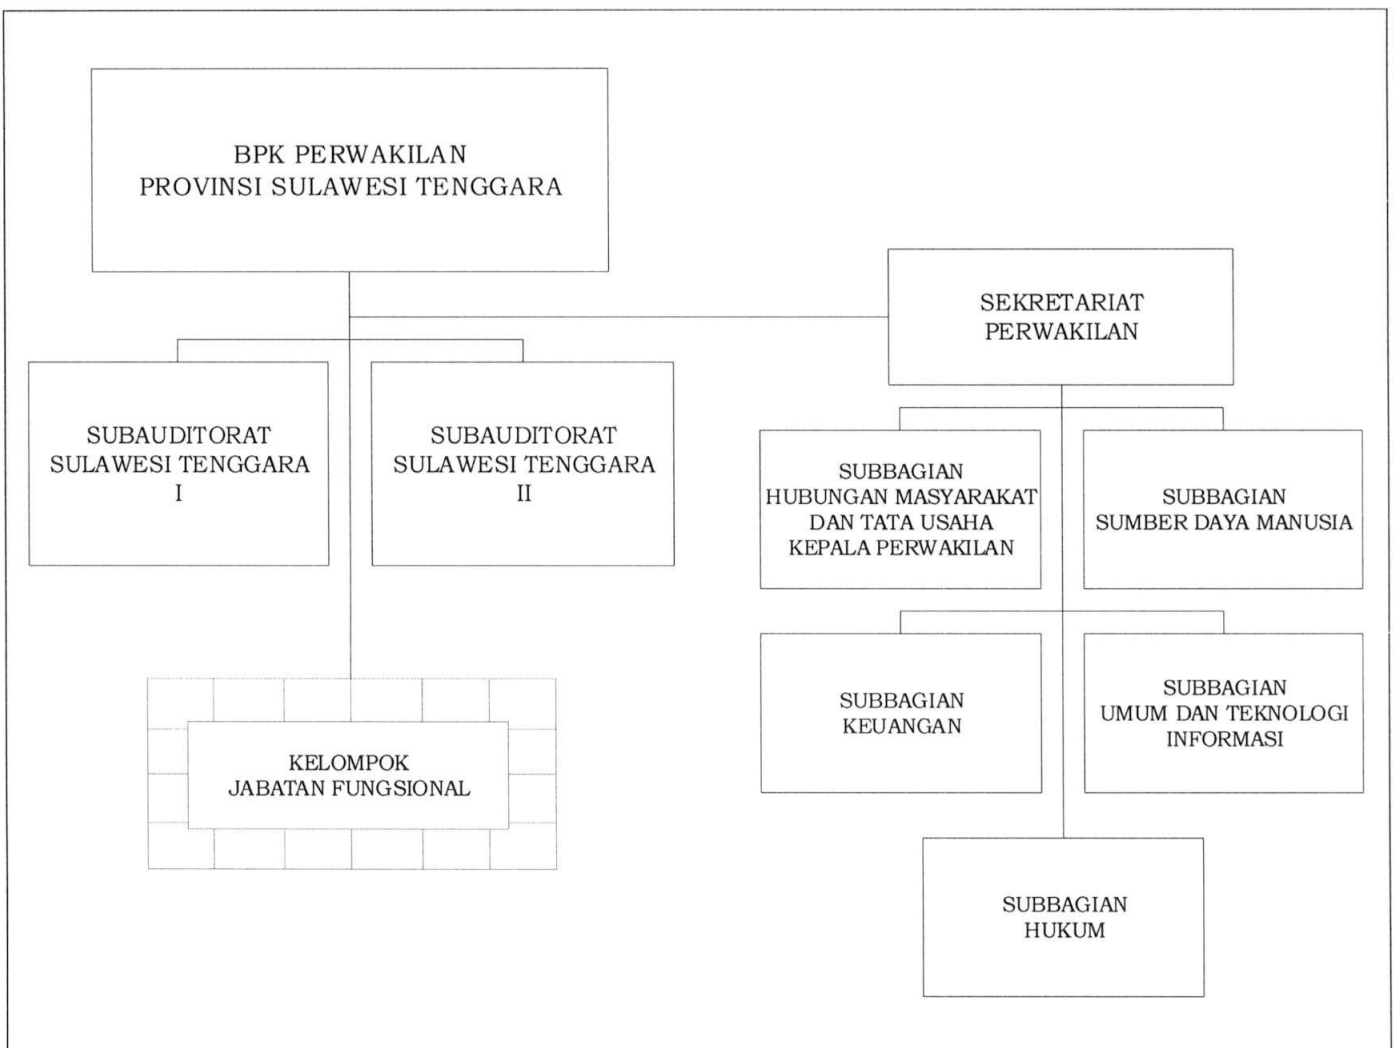 BPK PERWAKILAN
PROVINSI SULAWESI TENGGARA
SEKRETARIAT
PERWAKILAN
SUBAUDITORAT
SULAWESI TENGGARA
I
SUBAUDITORAT
SULAWESI TENGGARA
II
SUBBAGIAN
HUBUNGAN MASYARAKAT
DAN TATA USAHA
KEPALA PERWAKILAN
SUBBAGIAN
SUMBER DAYA MANUSIA
SUBBAGIAN
KEUANGAN
SUBBAGIAN
UMUM DAN TEKNOLOGI
INFORMASI
KELOMPOK
JABATAN FUNGSIONAL
SUBBAGIAN
HUKUM